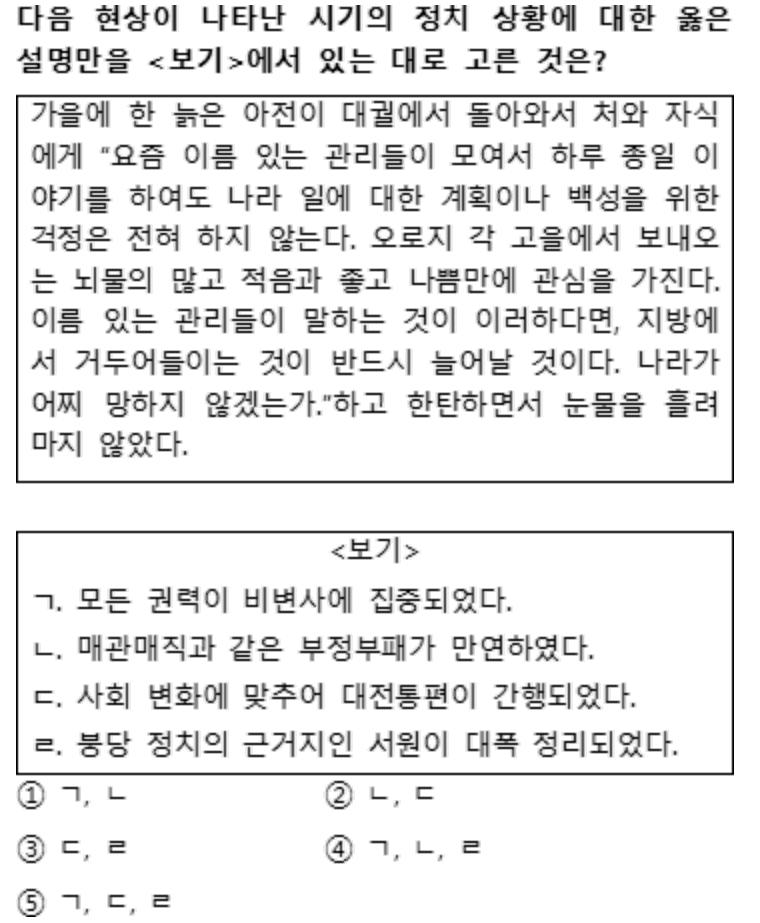 다음 현상이 나타난 시기의 정치 상황에 대한 옳은
설명만을 <보기>에서 있는 대로 고른 것은?
가을에 한 늙은 아전이 대궐에서 돌아와서 처와 자식
에게 "요즘 이름 있는 관리들이 모여서 하루 종일 이
야기를 하여도 나라 일에 대한 계획이나 백성을 위한
걱정은 전혀 하지 않는다. 오로지 각 고을에서 보내오
는 뇌물의 많고 적음과 좋고 나쁨만에 관심을 가진다.
이름 있는 관리들이 말하는 것이 이러하다면, 지방에
서 거두어들이는 것이 반드시 늘어날 것이다. 나라가
어찌 망하지 않겠는가."하고 한탄하면서 눈물을 흘려
마지 않았다.
<보기>
ㄱ. 모든 권력이 비변사에 집중되었다.
ㄴ. 매관매직과 같은 부정부패가 만연하였다.
ㄷ. 사회 변화에 맞추어 대전통편이 간행되었다.
ㄹ. 붕당 정치의 근거지인 서원이 대폭 정리되었다.
① ㄱ, ㄴ ② ㄴ, ㄷ
③ ㄷ, ㄹ ④ ㄱ, ㄴ, ㄹ
⑤ ㄱ, ㄷ, ㄹ